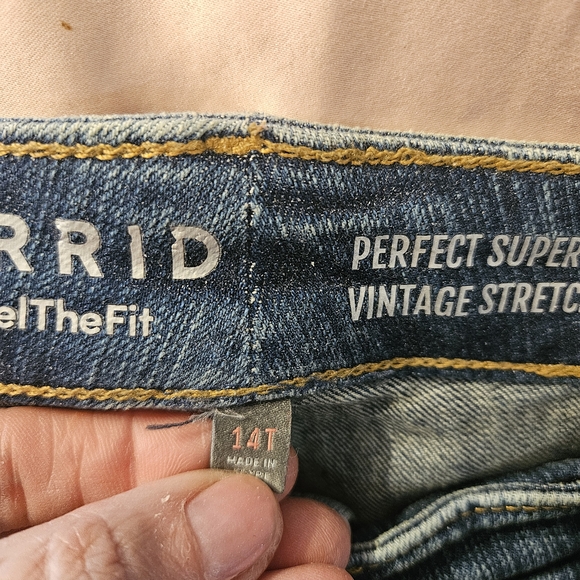 RRID
elTheFit
PERFECT SUPER
VINTAGE STRETC
14T
MADE IN